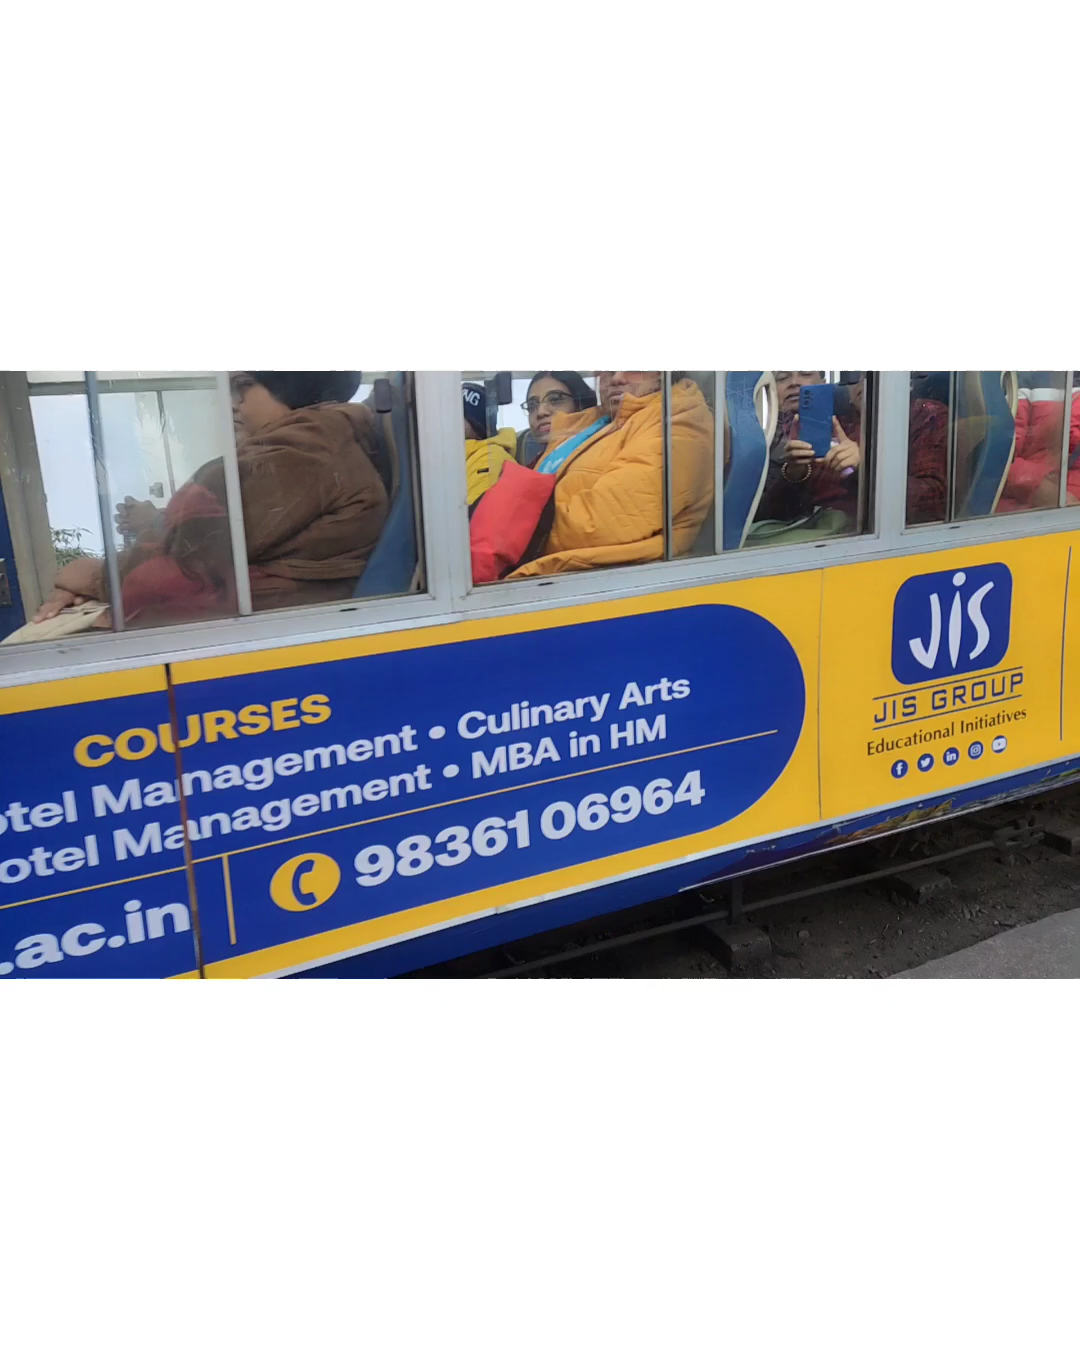 NG
COURSES
otel Management • Culinary Arts
otel Management • MBA in HM
.ac.in
98361 06964
JIS
JIS GROUP
Educational Initiatives